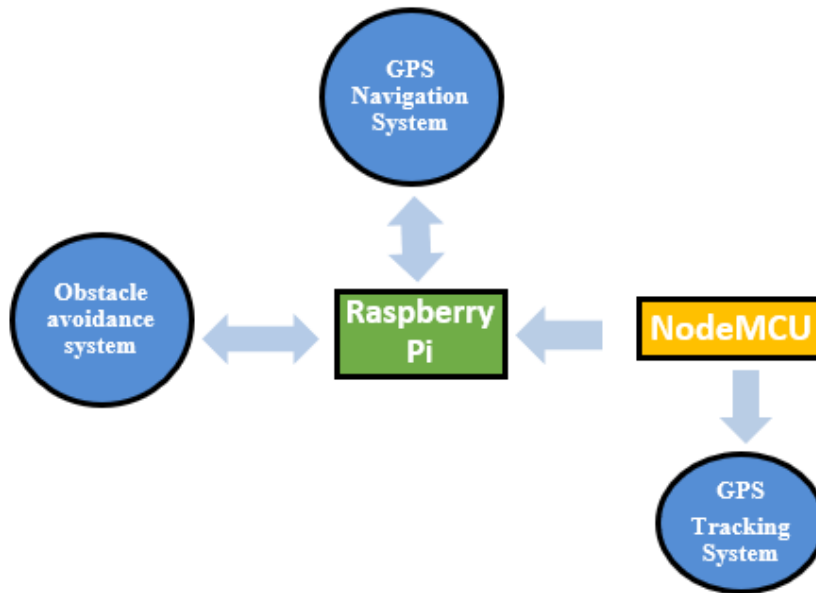 GPS
Navigation
System
Obstacle
avoidance
system
Raspberry
Pi
NodeMCU
GPS
Tracking
System